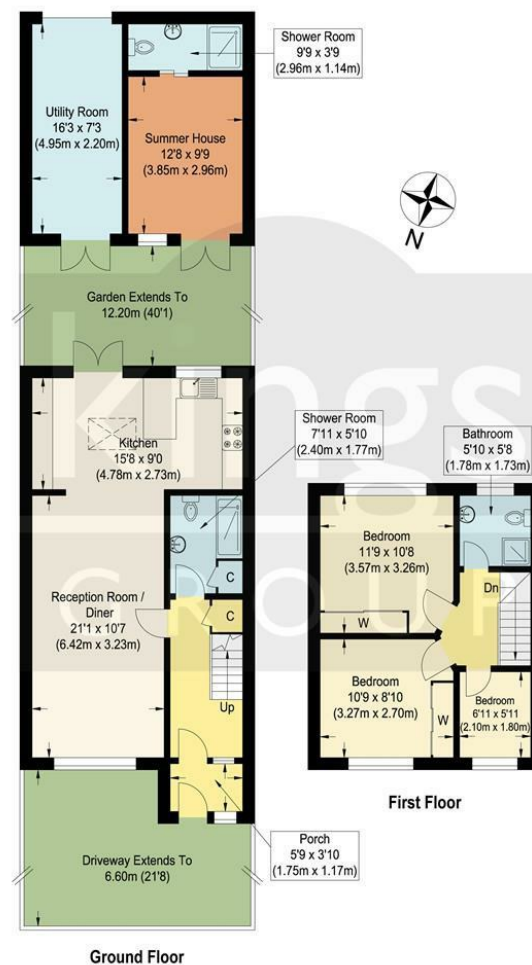 Shower Room
9'9 x 3'9
(2.96m x 1.14m)
Utility Room
16'3 x 7'3
(4.95m x 2.20m)
Summer House
12'8 x 9'9
(3.85m x 2.96m)
N
Garden Extends To
12.20m (40'1)
Kitchen
15'8 x 9'0
(4.78m x 2.73m)
Shower Room
7'11 x 5'10
(2.40m x 1.77m)
Bathroom
5'10 x 5'8
(1.78m x 1.73m)
Reception Room /
Diner
21'1 x 10'7
(6.42m x 3.23m)
C
C
Up
Bedroom
11'9 x 10'8
(3.57m x 3.26m)
W
Dn
Bedroom
10'9 x 8'10
(3.27m x 2.70m)
W
Bedroom
6'11 x 5'11
(2.10m x 1.80m)
First Floor
Porch
5'9 x 3'10
(1.75m x 1.17m)
Driveway Extends To
6.60m (21'8)
Ground Floor
Kings
GROUP